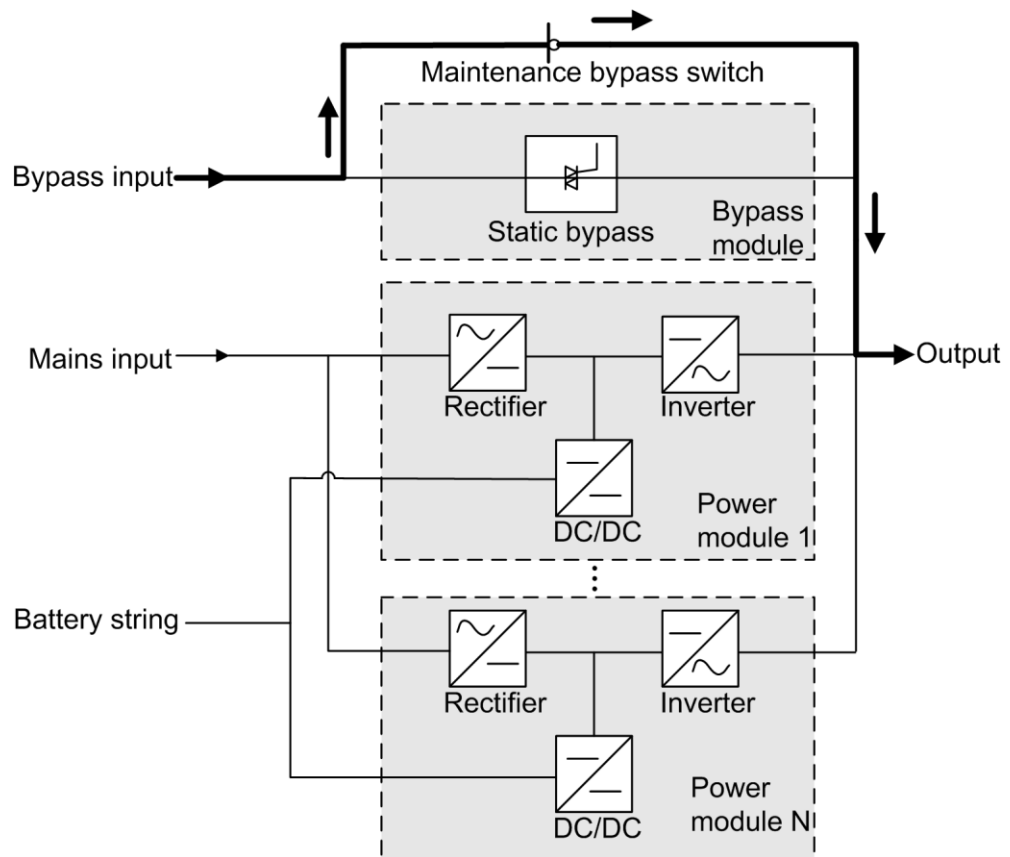 Maintenance bypass switch
Bypass input
Static bypass
Bypass
module
Mains input
Rectifier
Inverter
Output
DC/DC
Power
module 1
Battery string
Rectifier
Inverter
DC/DC
Power
module N